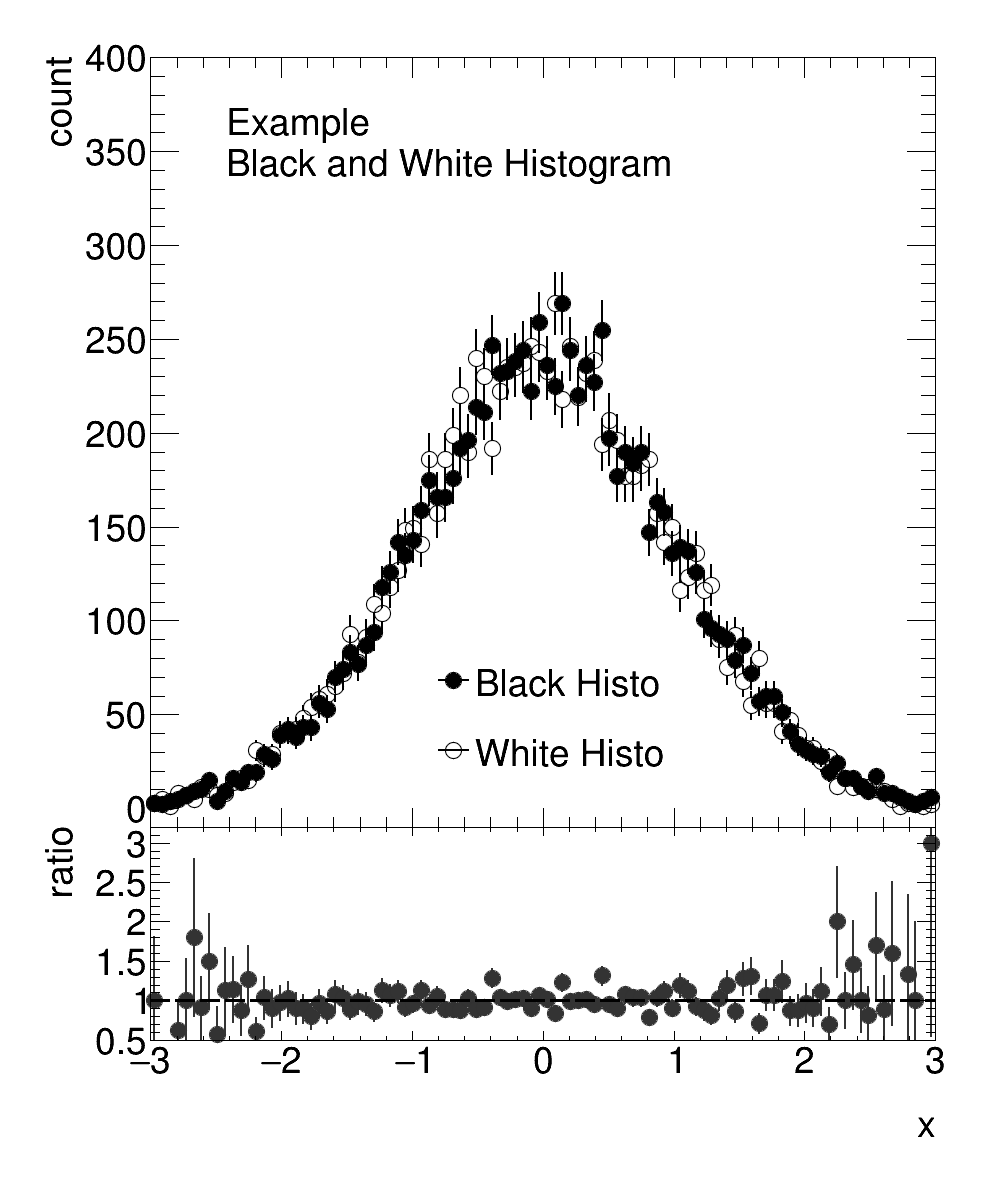 count
400
350
300
250
200
150
100
50
0
Example
Black and White Histogram
Black Histo
White Histo
ratio
3
2.5
2
1.5
1
0.5
−3 −2 −1 0 1 2 3
x